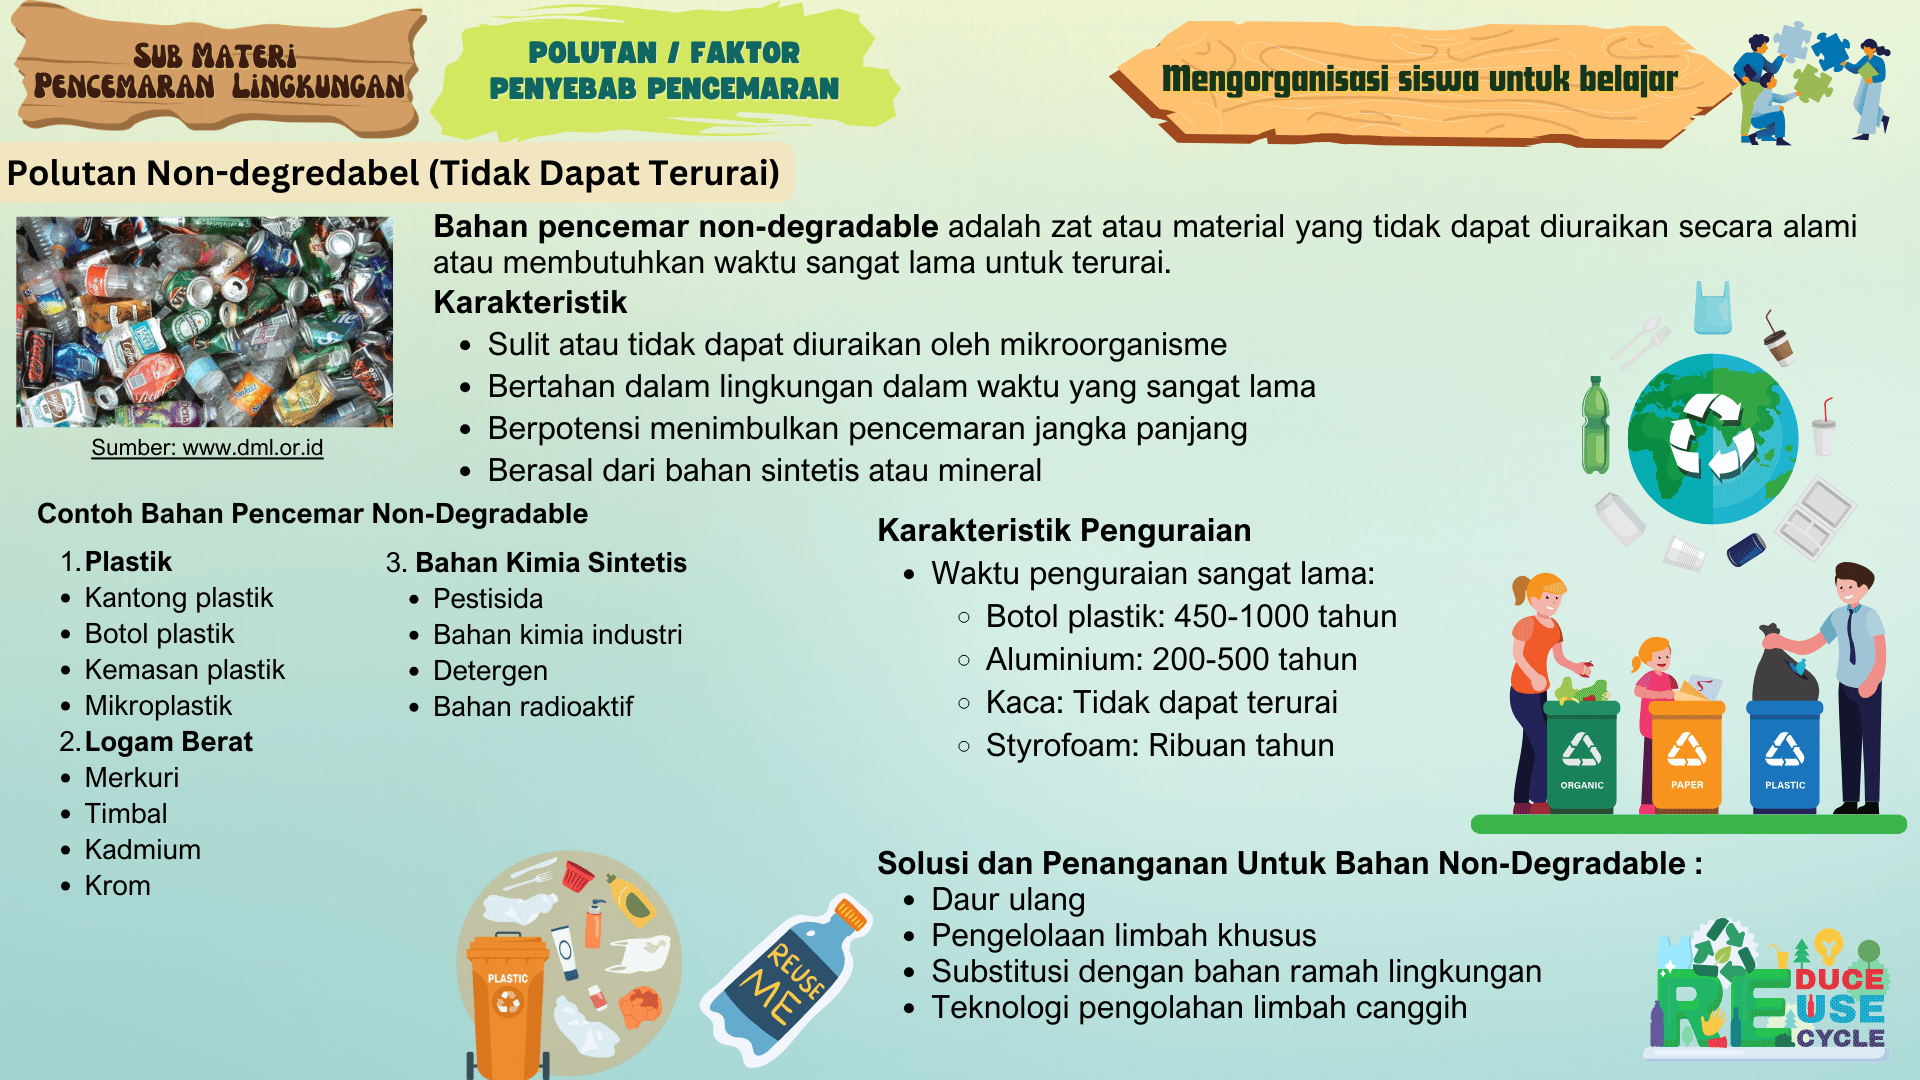 SUB MATERI
PENCEMARAN LINGKUNGAN
POLUTAN / FAKTOR
PENYEBAB PENCEMARAN
Mengorganisasi siswa untuk belajar
Polutan Non-degredabel (Tidak Dapat Terurai)
Bahan pencemar non-degradable adalah zat atau material yang tidak dapat diuraikan secara alami
atau membutuhkan waktu sangat lama untuk terurai.
Karakteristik
• Sulit atau tidak dapat diuraikan oleh mikroorganisme
• Bertahan dalam lingkungan dalam waktu yang sangat lama
• Berpotensi menimbulkan pencemaran jangka panjang
• Berasal dari bahan sintetis atau mineral
Sumber: www.dml.or.id
Contoh Bahan Pencemar Non-Degradable
1. Plastik
• Kantong plastik
• Botol plastik
• Kemasan plastik
• Mikroplastik
2. Logam Berat
• Merkuri
• Timbal
• Kadmium
• Krom
3. Bahan Kimia Sintetis
• Pestisida
• Bahan kimia industri
• Detergen
• Bahan radioaktif
Karakteristik Penguraian
• Waktu penguraian sangat lama:
○ Botol plastik: 450-1000 tahun
○ Aluminium: 200-500 tahun
○ Kaca: Tidak dapat terurai
○ Styrofoam: Ribuan tahun
ORGANIC
PAPER
PLASTIC
Solusi dan Penanganan Untuk Bahan Non-Degradable :
• Daur ulang
• Pengelolaan limbah khusus
• Substitusi dengan bahan ramah lingkungan
• Teknologi pengolahan limbah canggih
PLASTIC
REUSE
ME
RE
DUCE
USE
CYCLE